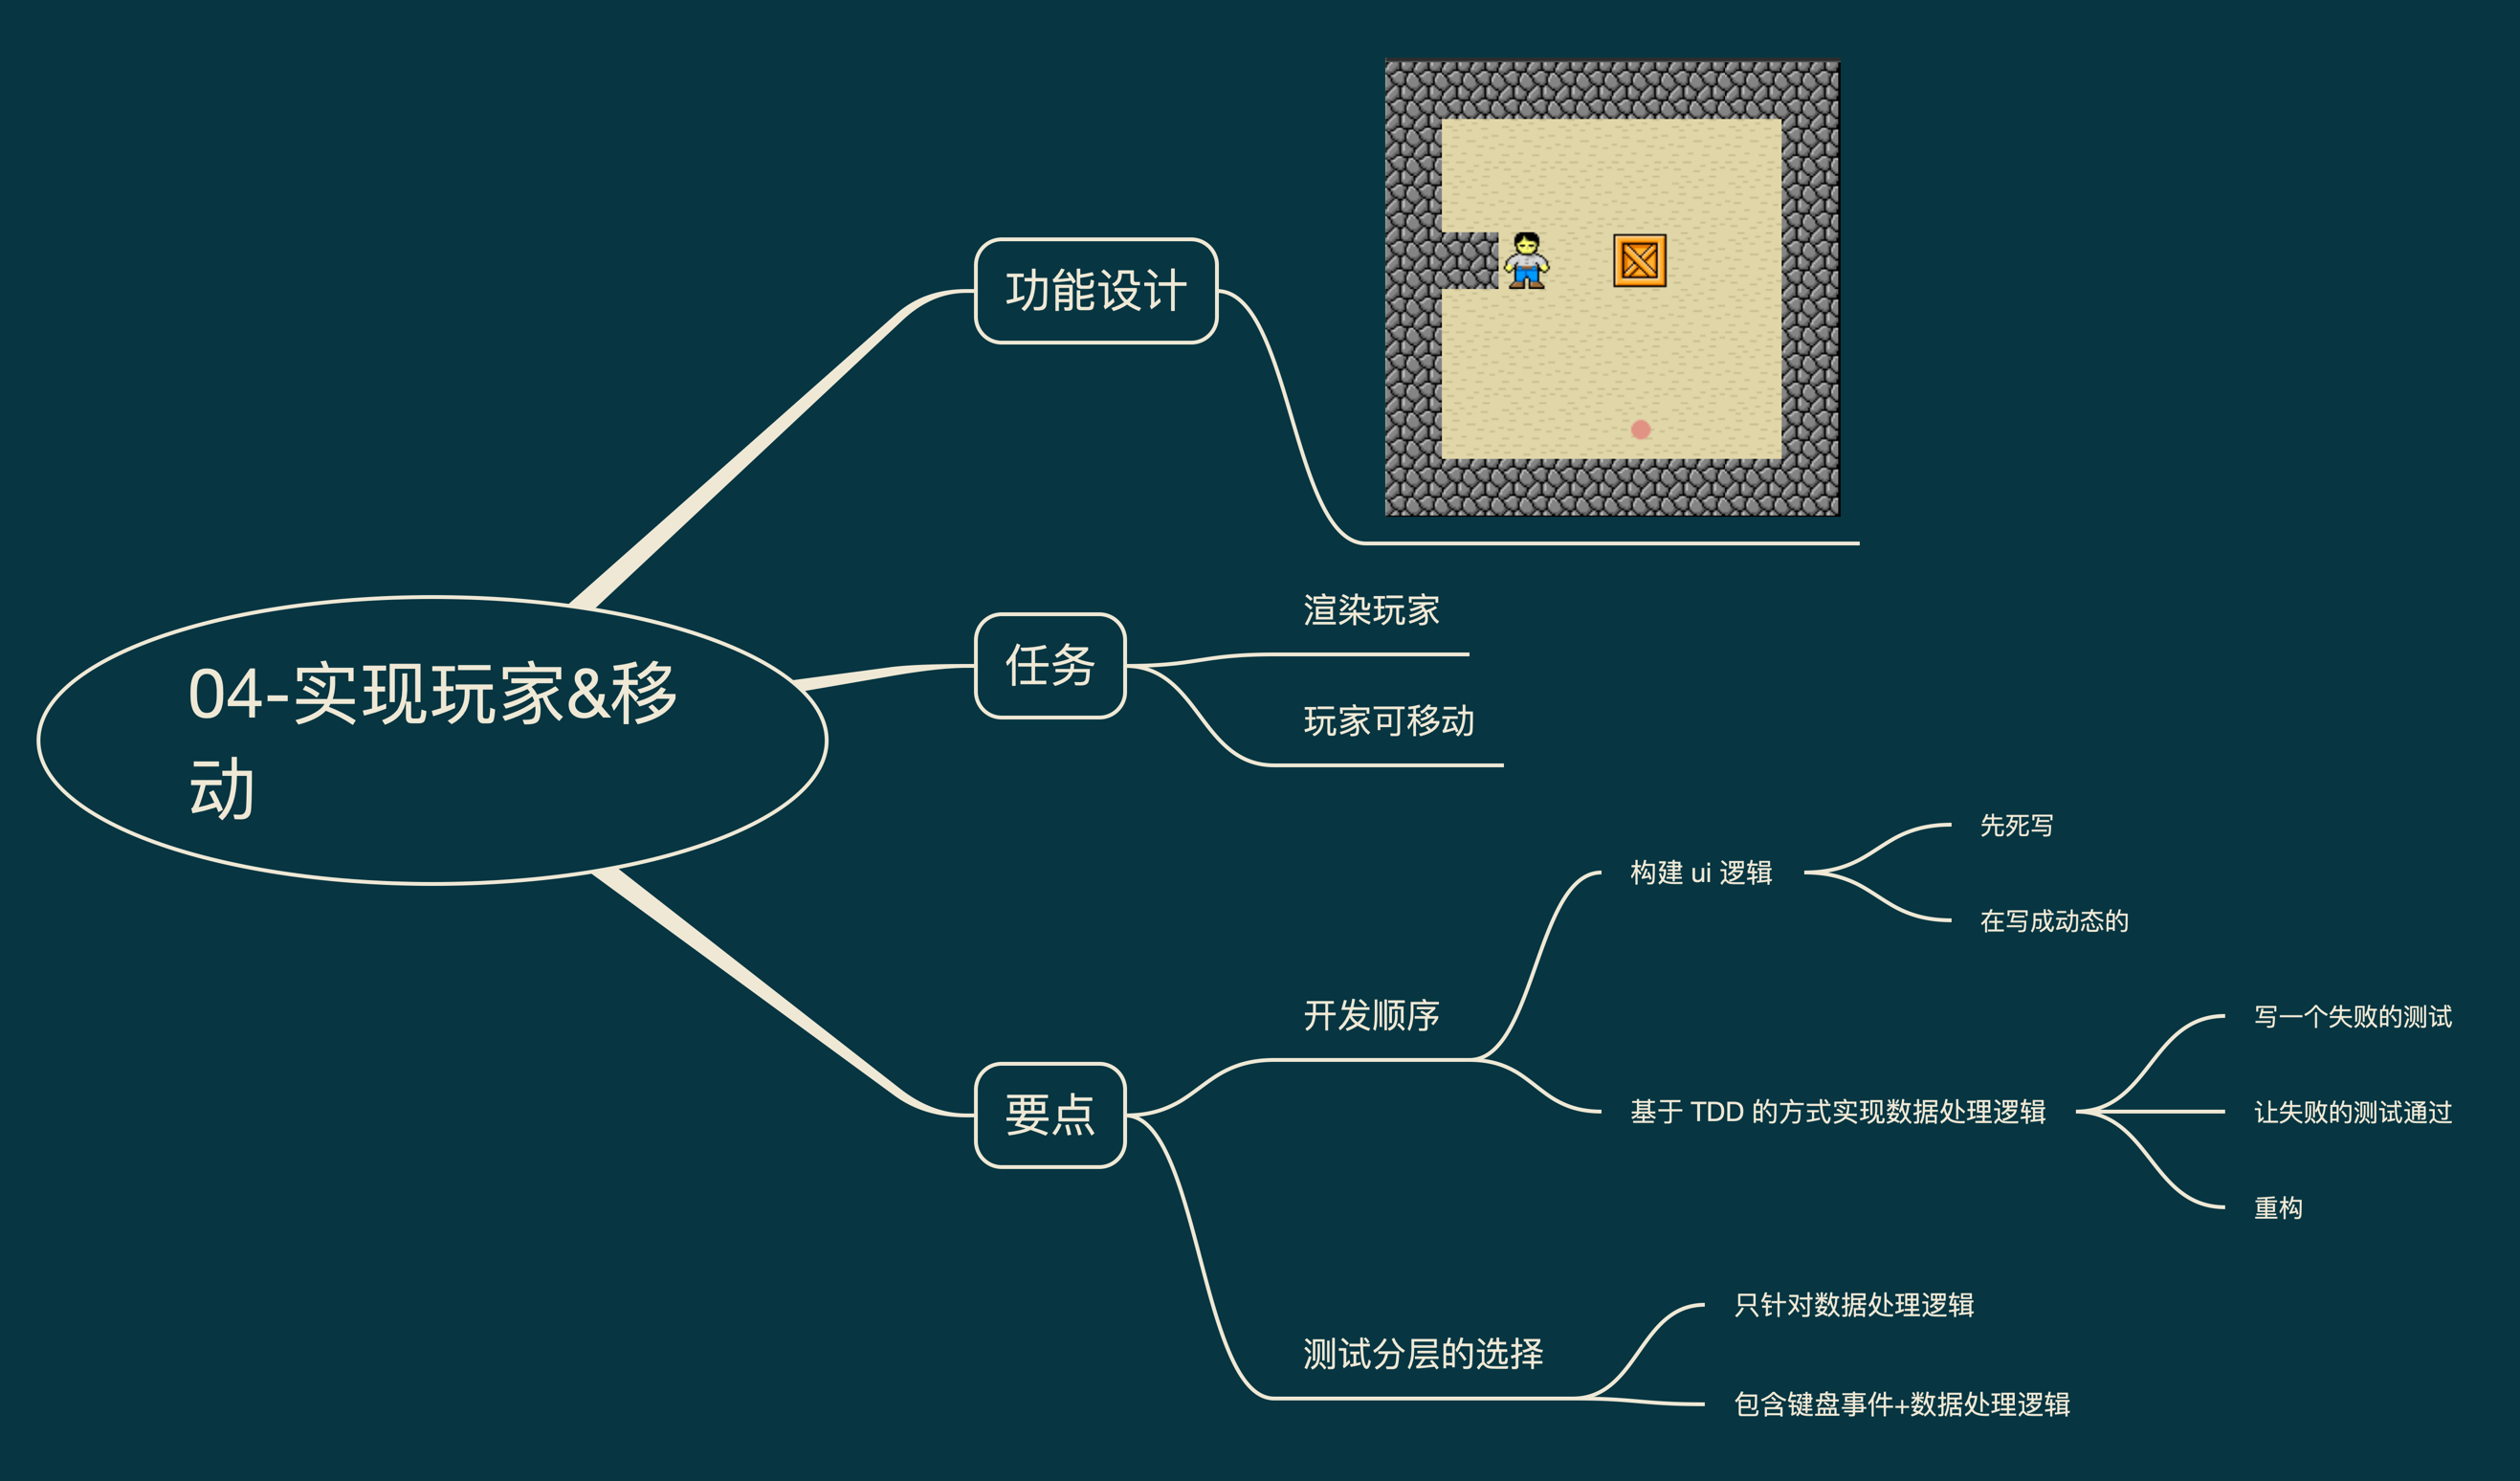 04-实现玩家&移
动
功能设计
任务
渲染玩家
玩家可移动
要点
开发顺序
构建 ui 逻辑
先死写
在写成动态的
基于 TDD 的方式实现数据处理逻辑
写一个失败的测试
让失败的测试通过
重构
测试分层的选择
只针对数据处理逻辑
包含键盘事件+数据处理逻辑